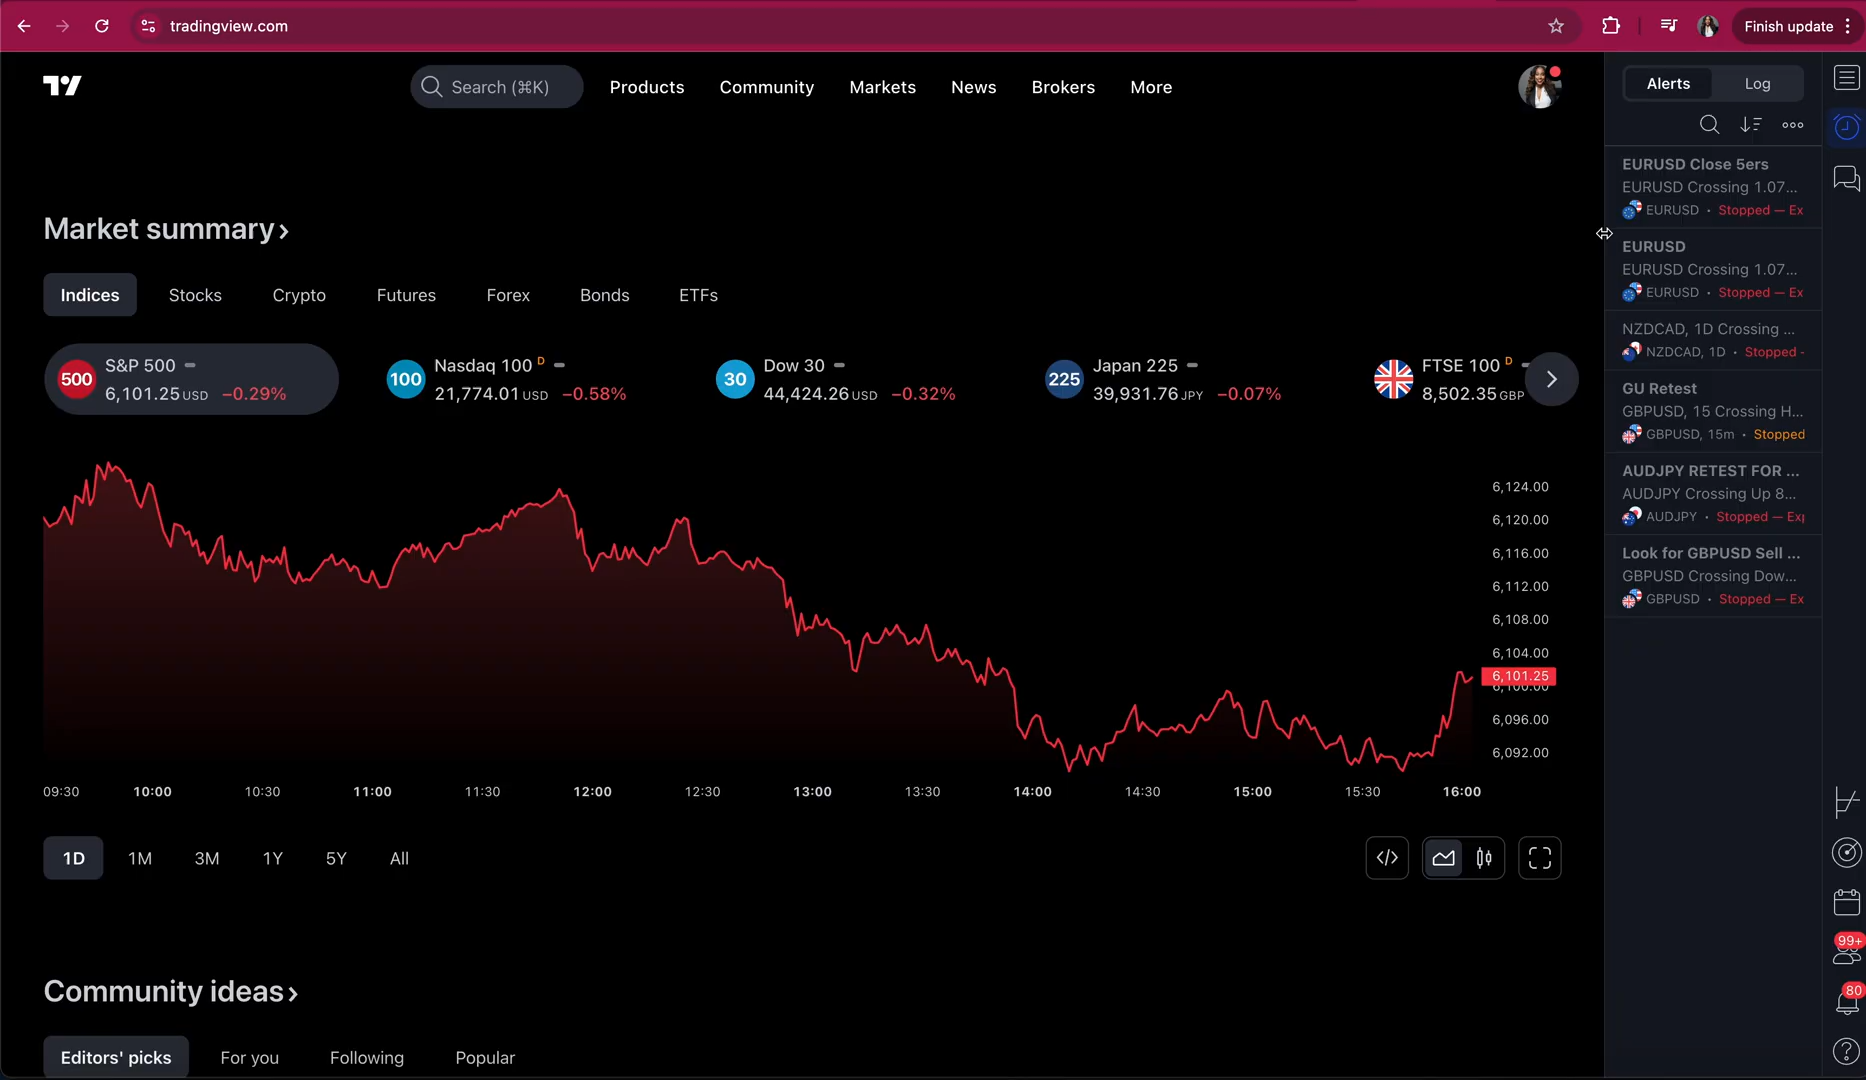 tradingview.com
Finish update
Search (⌘K)
Products
Community
Markets
News
Brokers
More
Market summary
Indices
Stocks
Crypto
Futures
Forex
Bonds
ETFs
500
S&P 500
6,101.25 USD −0.29%
100
Nasdaq 100 D
21,774.01 USD −0.58%
30
Dow 30
44,424.26 USD −0.32%
225
Japan 225
39,931.76 JPY −0.07%
FTSE 100 D
8,502.35 GBP
6,124.00
6,120.00
6,116.00
6,112.00
6,108.00
6,104.00
6,101.25
6,100.00
6,096.00
6,092.00
09:30
10:00
10:30
11:00
11:30
12:00
12:30
13:00
13:30
14:00
14:30
15:00
15:30
16:00
1D
1M
3M
1Y
5Y
All
Community ideas
Editors' picks
For you
Following
Popular
Alerts
Log
EURUSD Close 5ers
EURUSD Crossing 1.07...
EURUSD • Stopped — Ex
EURUSD
EURUSD Crossing 1.07...
EURUSD • Stopped — Ex
NZDCAD, 1D Crossing ...
NZDCAD, 1D • Stopped -
GU Retest
GBPUSD, 15 Crossing H...
GBPUSD, 15m • Stopped
AUDJPY RETEST FOR ...
AUDJPY Crossing Up 8...
AUDJPY • Stopped — Exp
Look for GBPUSD Sell ...
GBPUSD Crossing Dow...
GBPUSD • Stopped — Ex
99+
80